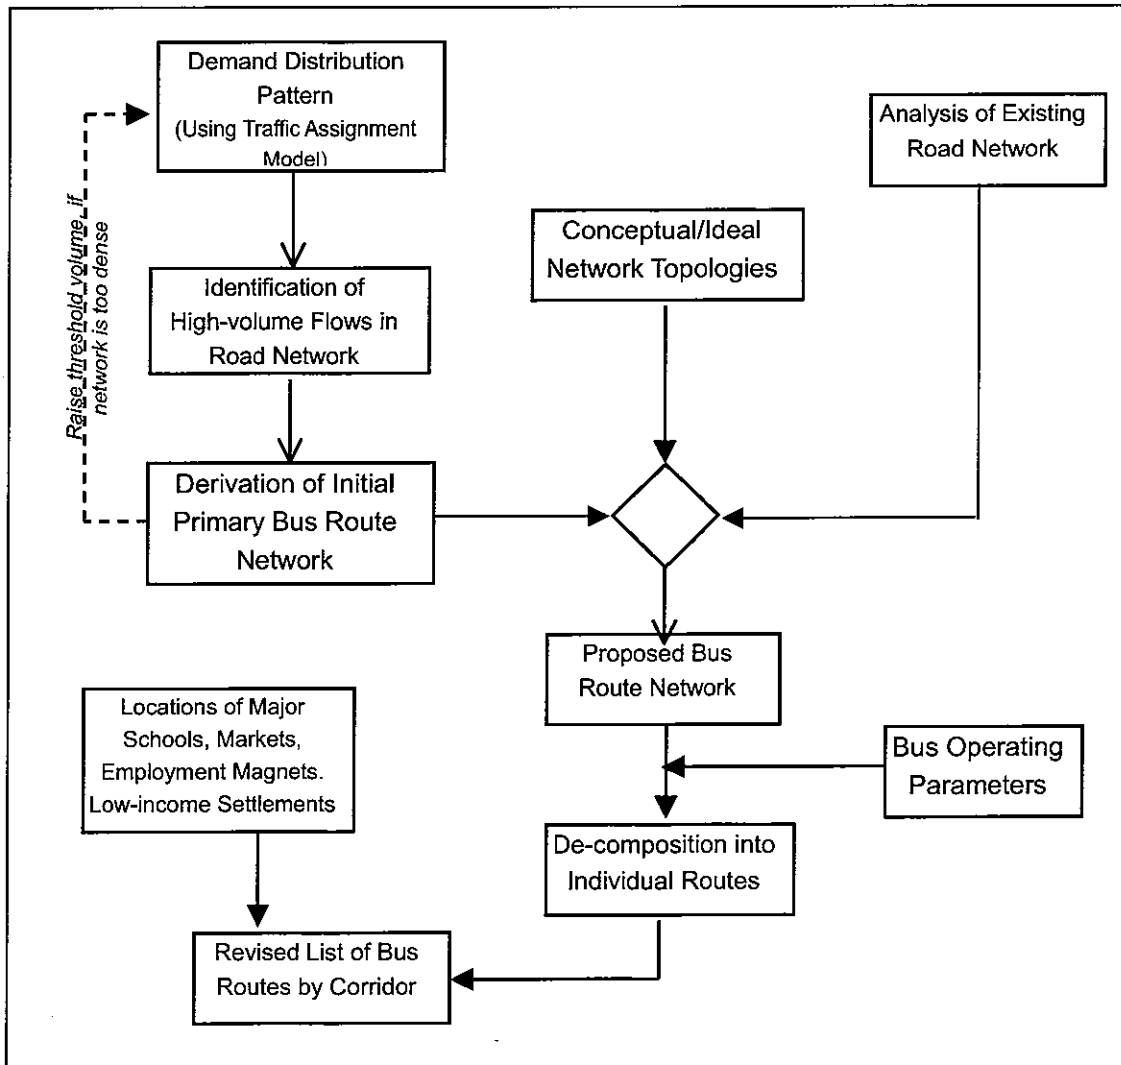 Demand Distribution
Pattern
(Using Traffic Assignment
Model)
Analysis of Existing
Road Network
Raise threshold volume, if
network is too dense
Conceptual/Ideal
Network Topologies
Identification of
High-volume Flows in
Road Network
Derivation of Initial
Primary Bus Route
Network
Proposed Bus
Route Network
Locations of Major
Schools, Markets,
Employment Magnets.
Low-income Settlements
Bus Operating
Parameters
De-composition into
Individual Routes
Revised List of Bus
Routes by Corridor